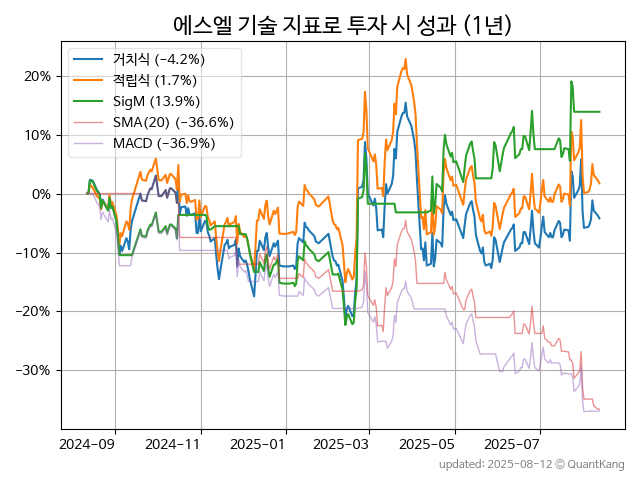 에스엘 기술 지표로 투자 시 성과 (1년)
거치식 (−4.2%)
적립식 (1.7%)
SigM (13.9%)
SMA(20) (−36.6%)
MACD (−36.9%)
20%
10%
0%
−10%
−20%
−30%
2024-09 2024-11 2025-01 2025-03 2025-05 2025-07
updated: 2025-08-12 © QuantKang